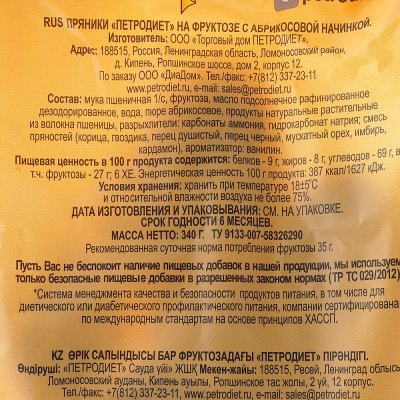 RUS ПРЯНИКИ «ПЕТРОДИЕТ» НА ФРУКТОЗЕ С АБРИКОСОВОЙ НАЧИНКОЙ.
Изготовитель: ООО «Торговый дом ПЕТРОДИЕТ»,
Адрес: 188515, Россия, Ленинградская область, Ломоносовский район,
д. Кипень, Ропшинское шоссе, дом 2, корпус 12.
По заказу ООО «ДиаДом». Тел./факс: +7(812) 337-23-11
www.petrodiet.ru, e-mail: sales@petrodiet.ru
Состав: мука пшеничная 1/с, фруктоза, масло подсолнечное рафинированное
дезодорированное, вода, пюре абрикосовое, продукты натуральные растительные
из волокна пшеницы, разрыхлители: карбонаты аммония, гидрокарбонат натрия; смесь
пряностей (корица, гвоздика, перец душистый, перец черный, мускатный орех, имбирь,
кардамон), ароматизатор: ванилин.
Пищевая ценность в 100 г продукта содержится: белков - 9 г, жиров - 8 г, углеводов - 69 г, в
т.ч. фруктозы - 27 г; 6 ХЕ. Энергетическая ценность 100 г продукта: 387 ккал/1627 кДж.
Условия хранения: хранить при температуре 18±5°С
и относительной влажности воздуха не более 75%.
ДАТА ИЗГОТОВЛЕНИЯ И УПАКОВЫВАНИЯ: СМ. НА УПАКОВКЕ.
СРОК ГОДНОСТИ 6 МЕСЯЦЕВ.
МАССА НЕТТО: 340 Г. ТУ 9133-007-58326290
Рекомендованная суточная норма потребления фруктозы 35 г.
Пусть Вас не беспокоит наличие пищевых добавок в нашей продукции, мы используем
только безопасные пищевые добавки в разрешенных законом нормах (ТР ТС 029/2012)
*Система менеджмента качества и безопасности продуктов питания, в том числе для
диетического или диабетического профилактического питания, компании сертифицирована
по международным стандартам на основе принципов ХАССП.
KZ ӨРІК САЛЫНДЫСЫ БАР ФРУКТОЗАДАҒЫ «ПЕТРОДИЕТ» ПРӘНДІГІ.
Өндіруші: «ПЕТРОДИЕТ» Сауда үйі» ЖШҚ Мекен-жайы: 188515, Ресей, Ленинград облысы
Ломоносовский ауданы, Кипень ауылы, Ропшинское тас жолы, 2 үй, 12 корпус.
Тел./Факс: +7(812) 337-23-11, www.petrodiet.ru, e-mail: sales@petrodiet.ru